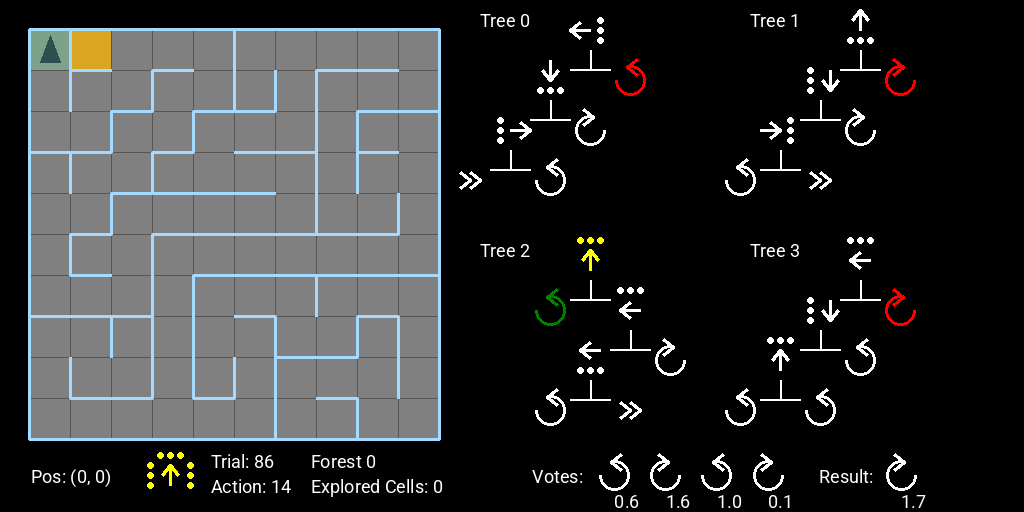 Tree 0
Tree 1
Tree 2
Tree 3
Pos: (0, 0)
Trial: 86
Forest 0
Action: 14
Explored Cells: 0
Votes:
0.6
1.6
1.0
0.1
Result:
1.7